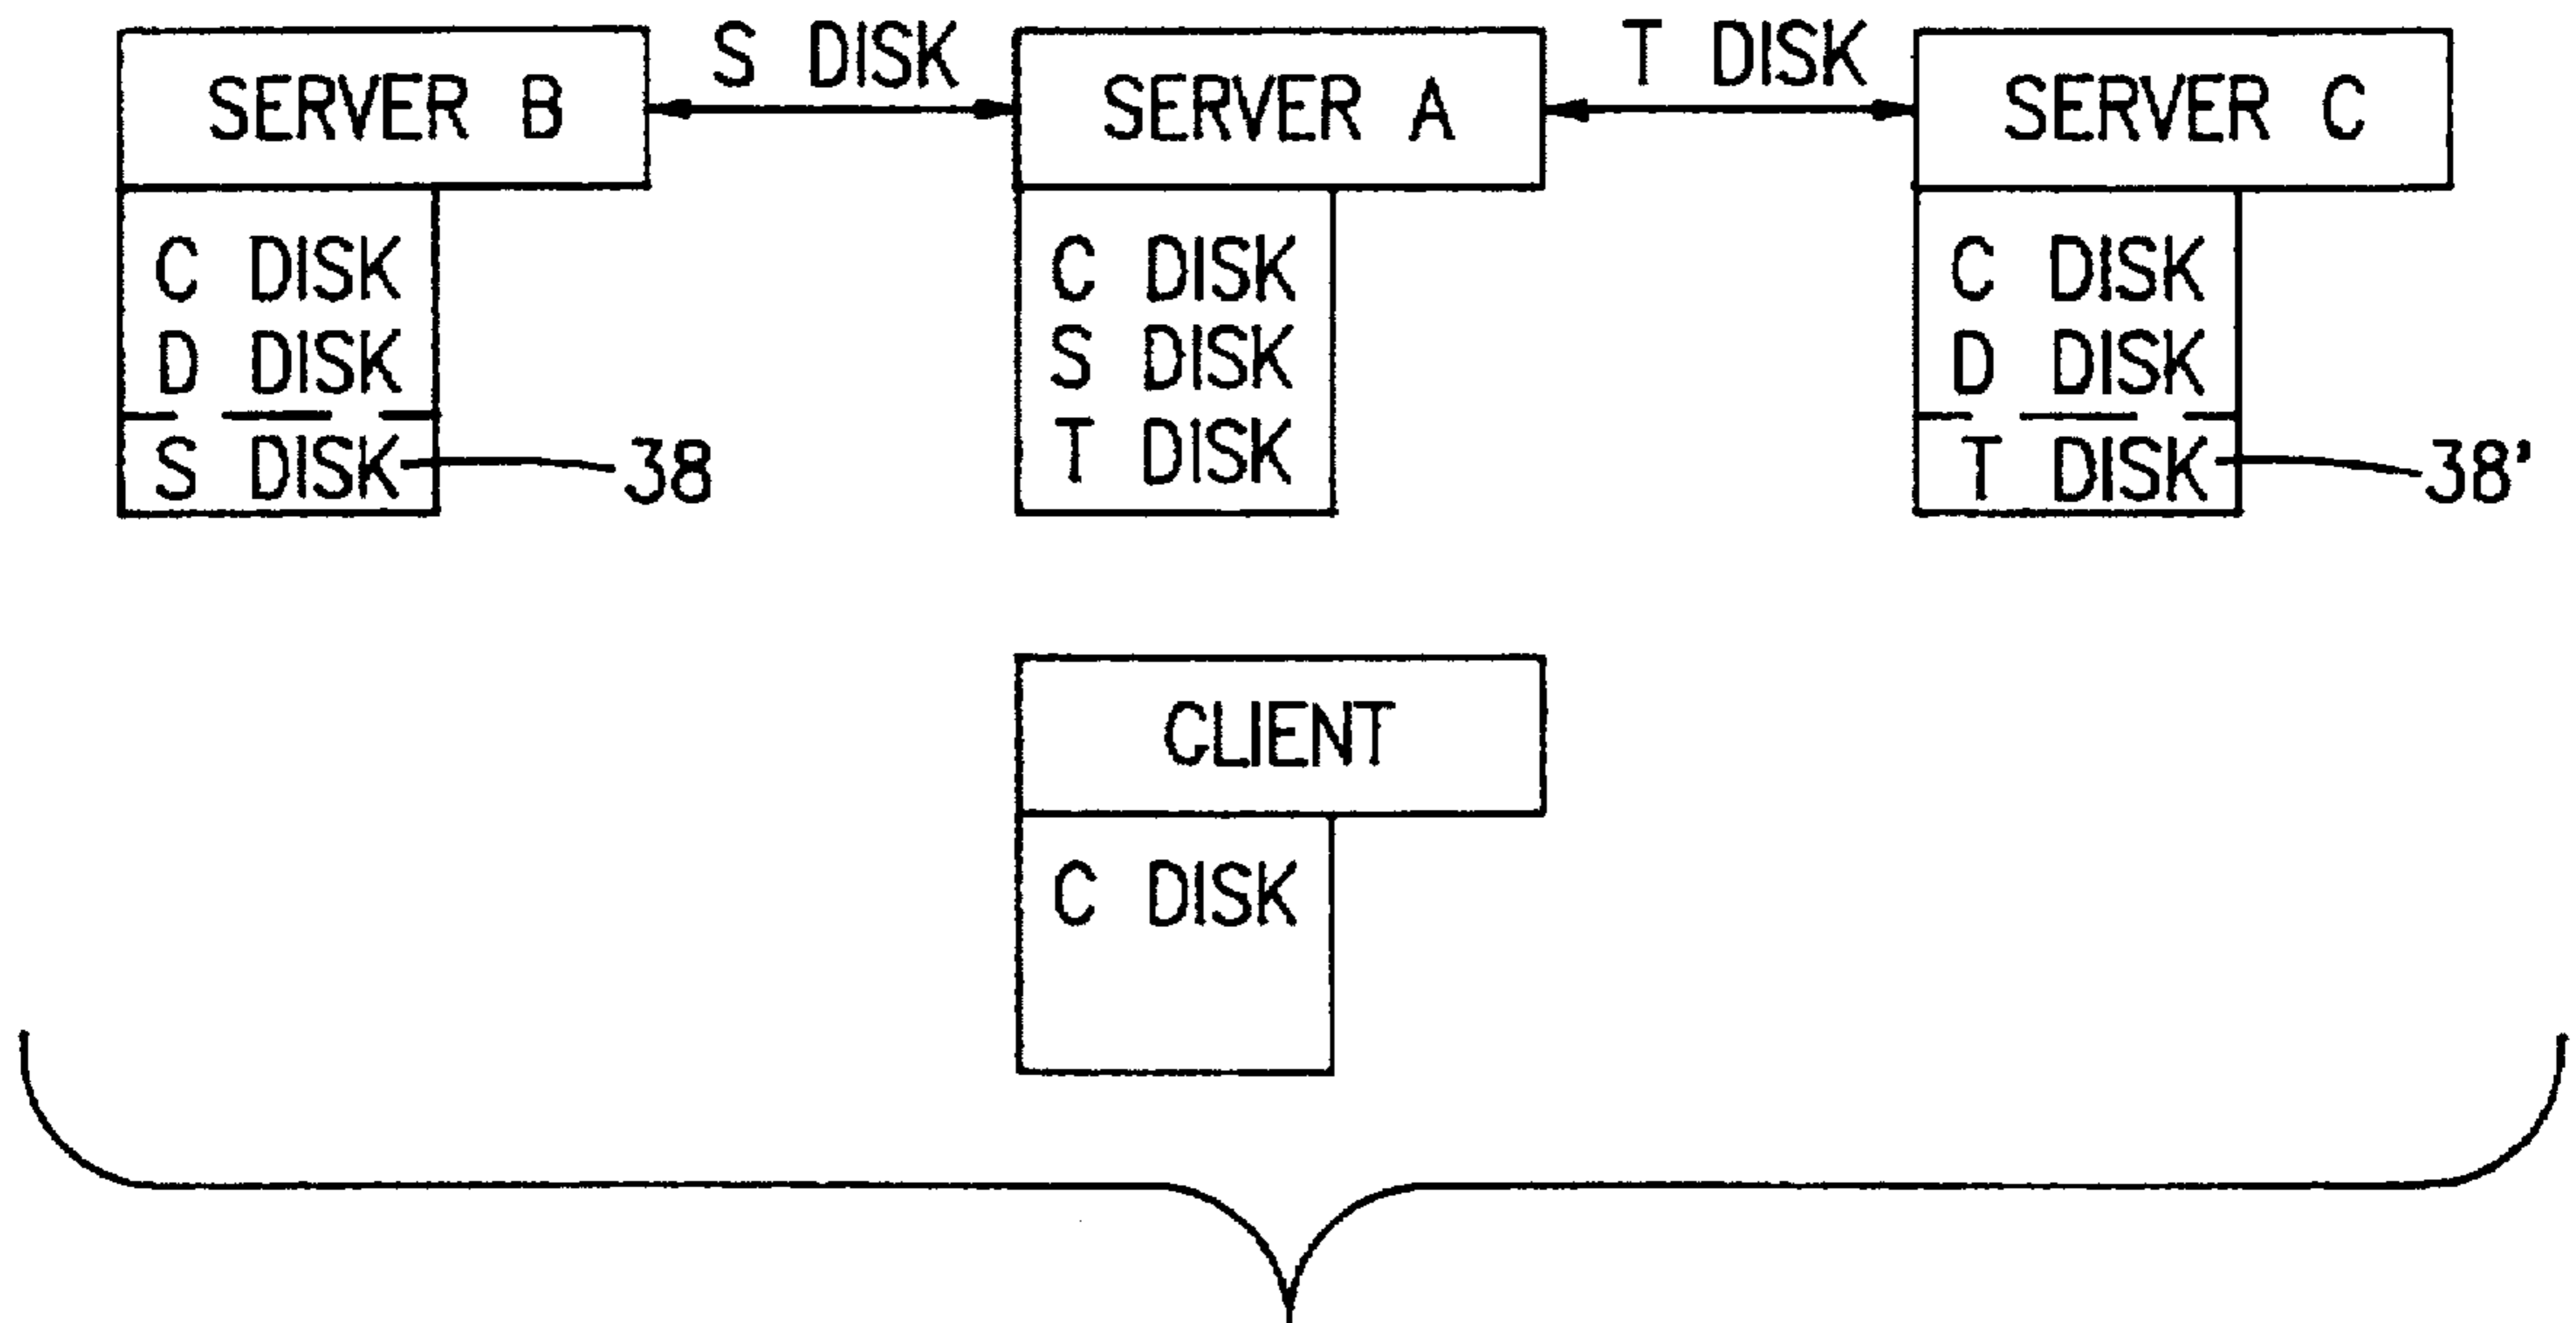 SERVER B
S DISK
SERVER A
T DISK
SERVER C
C DISK
D DISK
S DISK
38
C DISK
S DISK
T DISK
C DISK
D DISK
T DISK
38'
CLIENT
C DISK